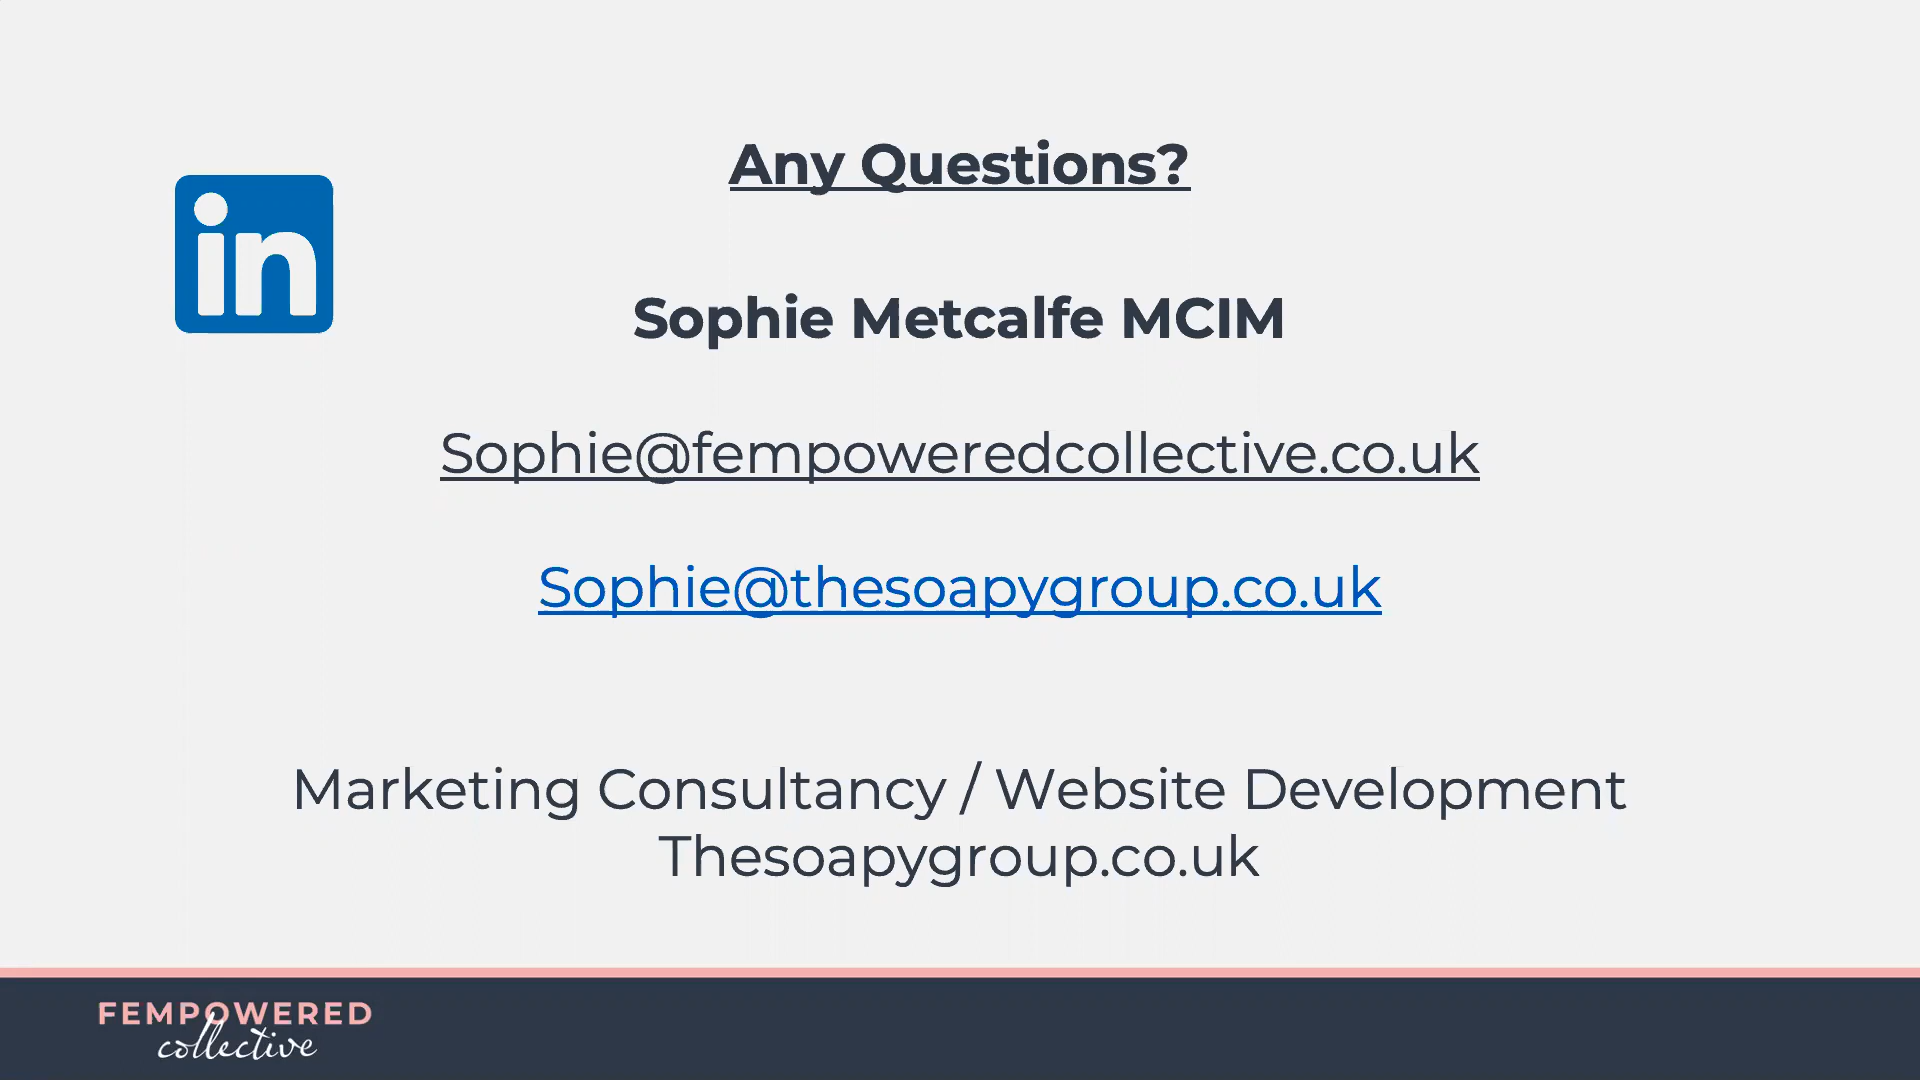 Any Questions?
in
Sophie Metcalfe MCIM
Sophie@fempoweredcollective.co.uk
Sophie@thesoapygroup.co.uk
Marketing Consultancy / Website Development
Thesoapygroup.co.uk
FEMPOWERED
collective